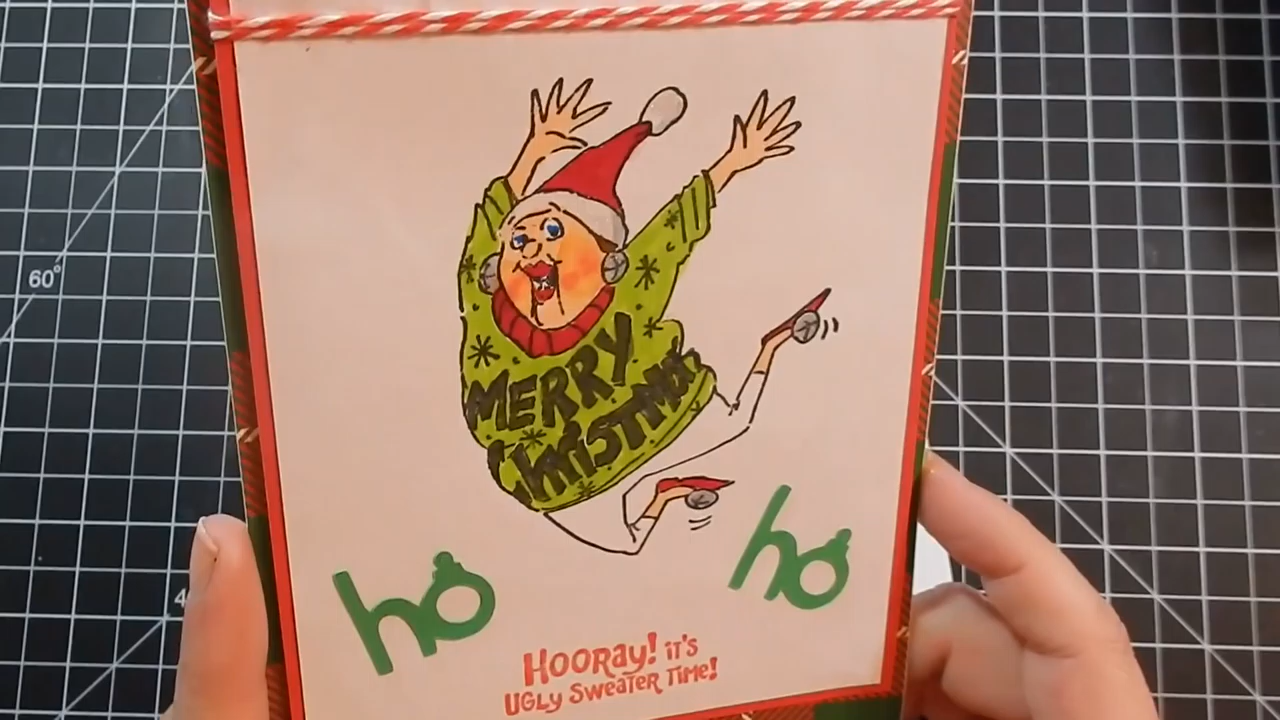 60°
MERRY
CHriSTMas
ho
ho
HOORay! iT's
UGLy SweaTer Time!